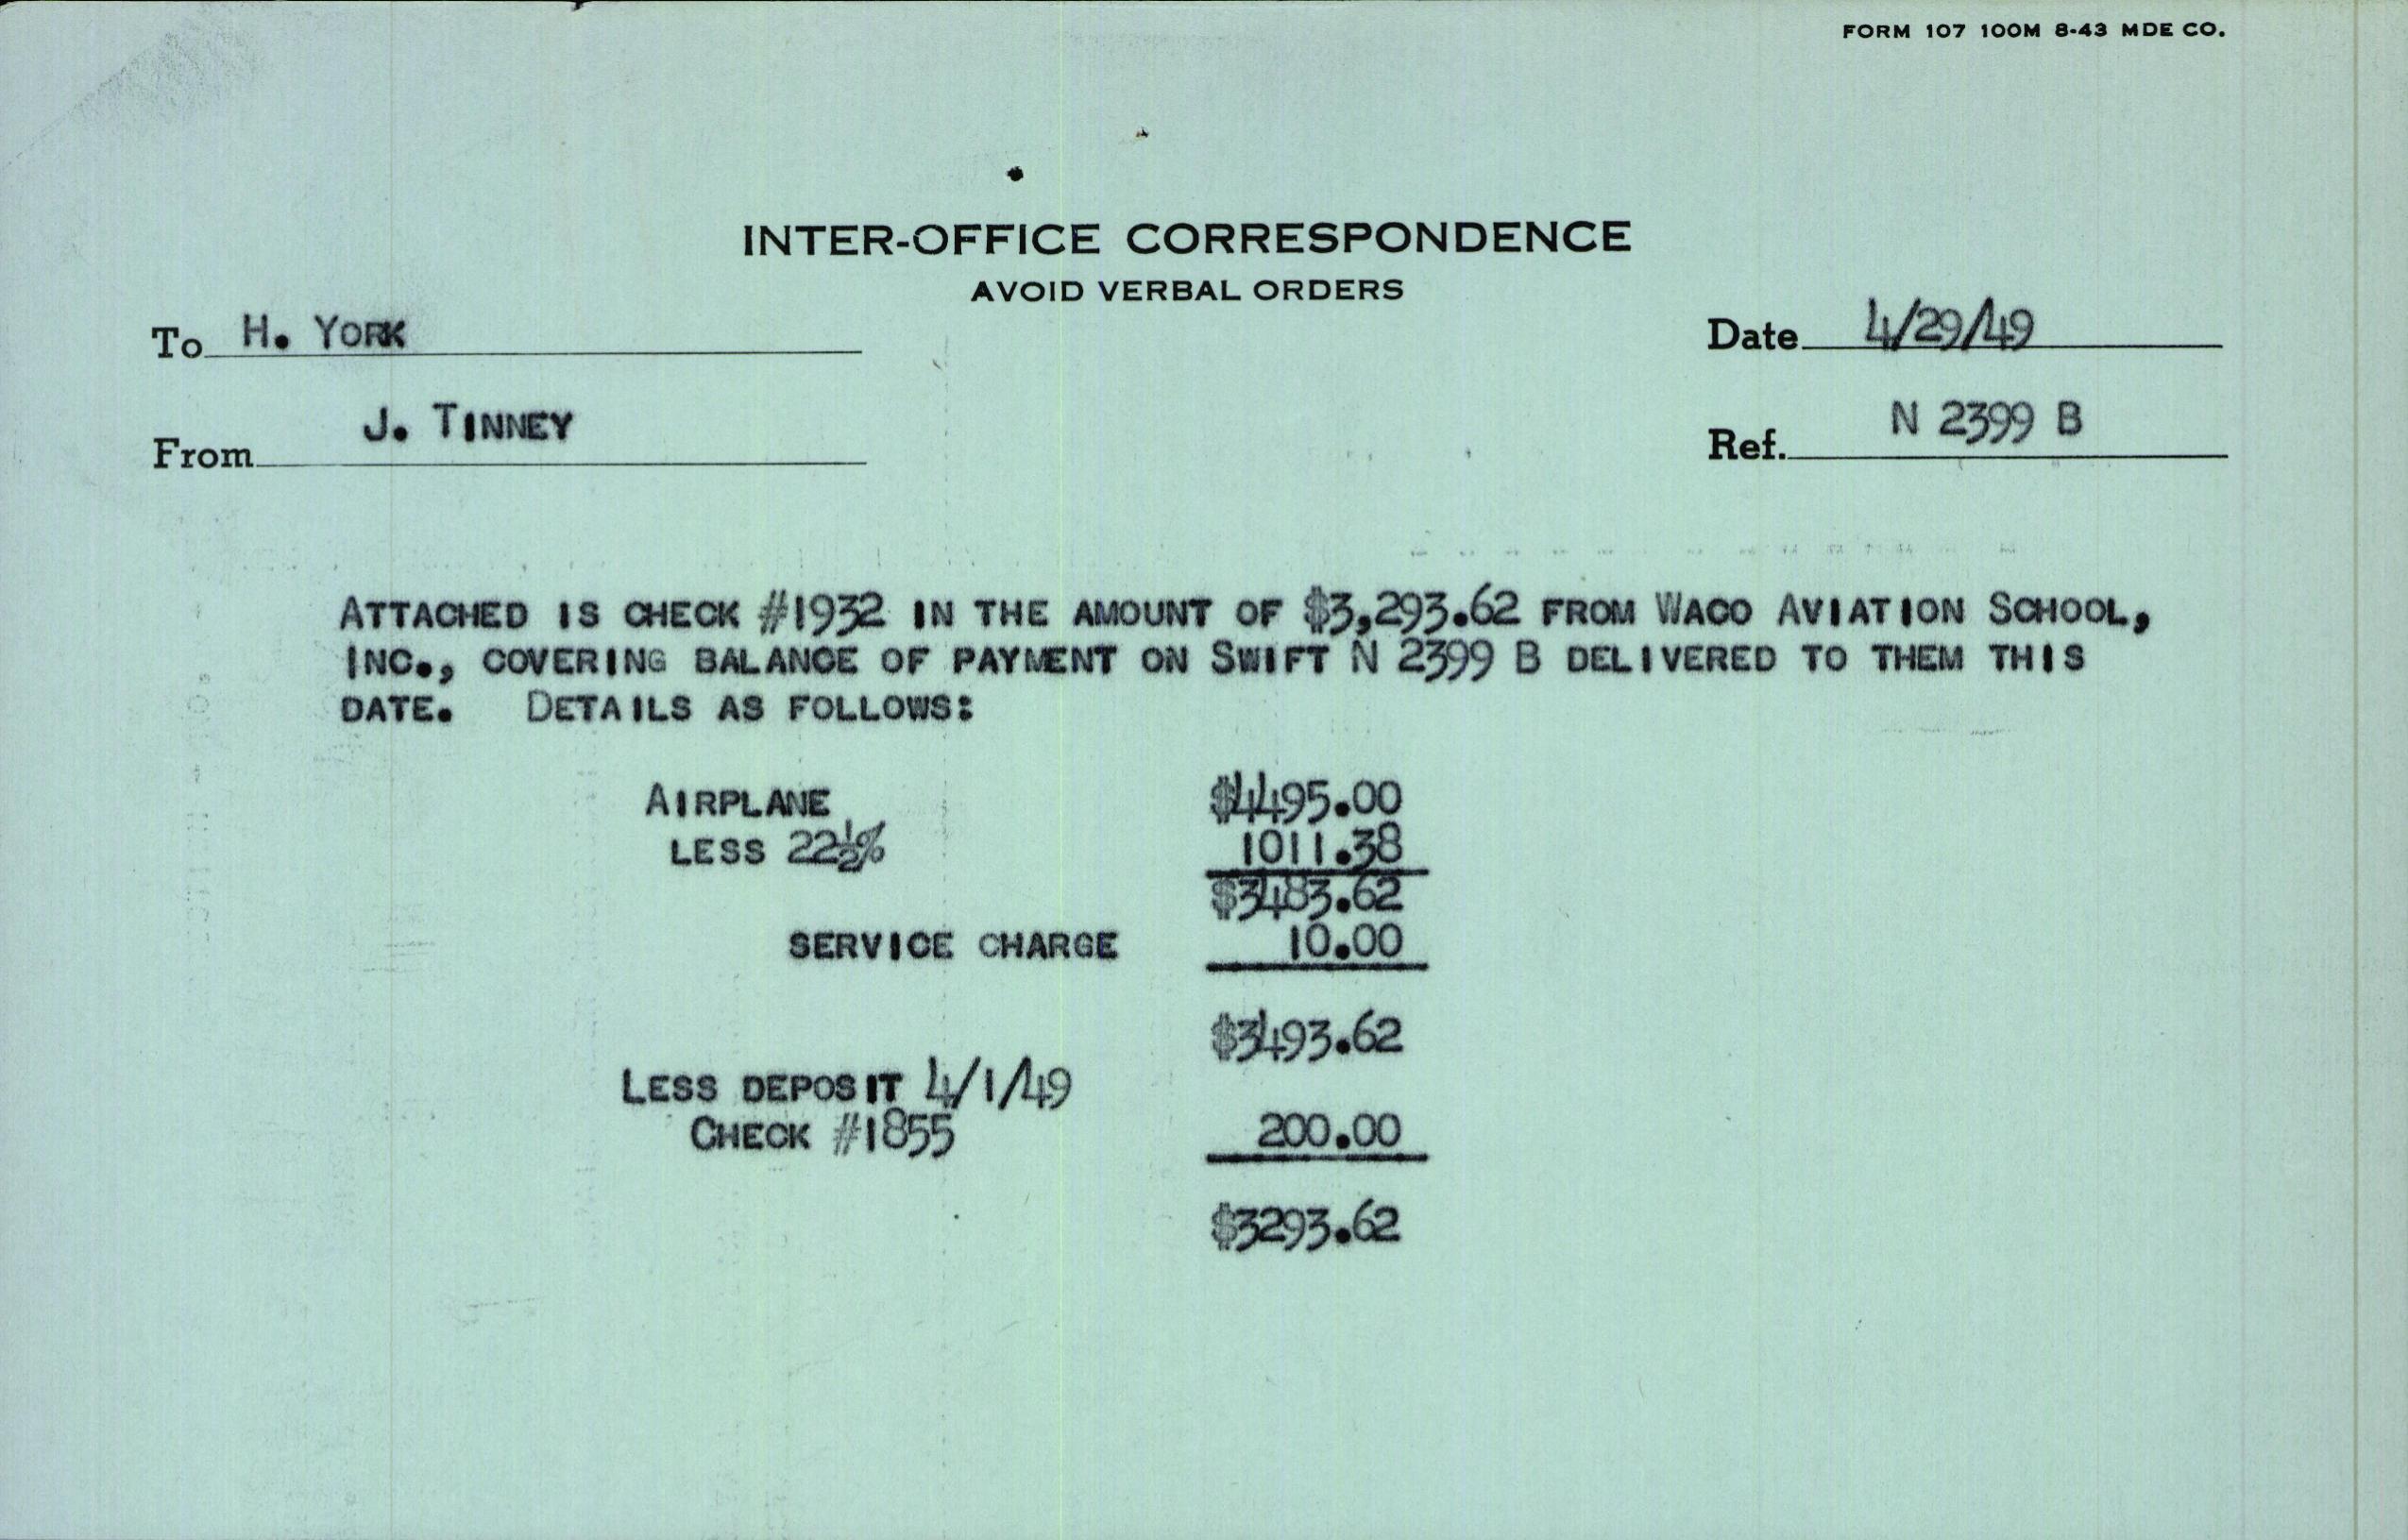 FORM 107 100M 8-43 MDE CO.
INTER-OFFICE CORRESPONDENCE
AVOID VERBAL ORDERS
To H. YORK
Date 4/29/49
From J. TINNEY
Ref. N 2399 B
ATTACHED IS CHECK #1932 IN THE AMOUNT OF $3,293.62 FROM WACO AVIATION SCHOOL,
INC., COVERING BALANCE OF PAYMENT ON SWIFT N 2399 B DELIVERED TO THEM THIS
DATE. DETAILS AS FOLLOWS:
AIRPLANE $4495.00
LESS 22½% 1011.38
$3483.62
SERVICE CHARGE 10.00
$3493.62
LESS DEPOSIT 4/1/49
CHECK #1855 200.00
$3293.62